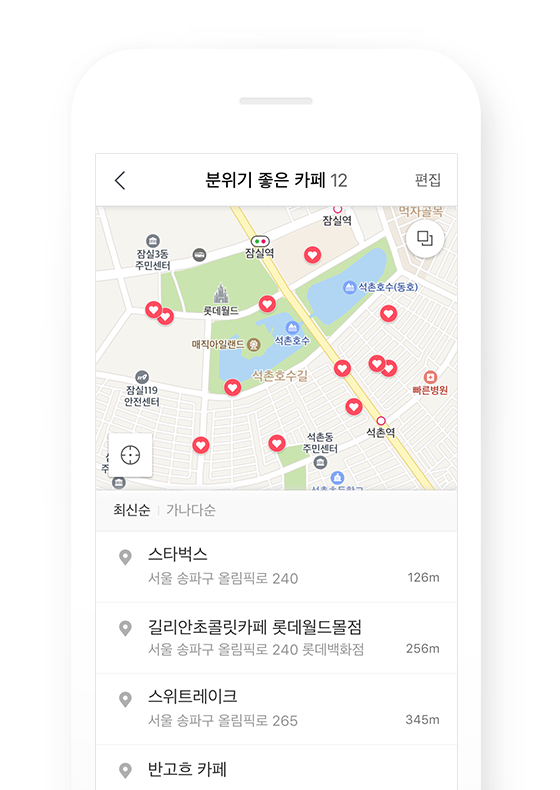 분위기 좋은 카페 12
편집
먹자골목
잠실역
잠실3동
주민센터
잠실역
석촌호수(동호)
롯데월드
석촌호수
매직아일랜드
석촌호수길
잠실119
안전센터
빠른병원
석촌역
석촌동
주민센터
최신순
가나다순
스타벅스
서울 송파구 올림픽로 240
126m
길리안초콜릿카페 롯데월드몰점
서울 송파구 올림픽로 240 롯데백화점
256m
스위트레이크
서울 송파구 올림픽로 265
345m
반고흐 카페